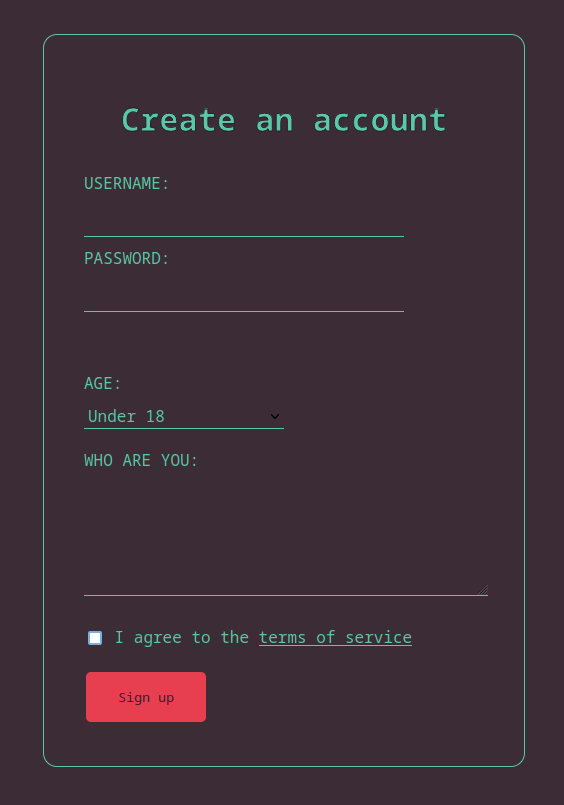 Create an account
USERNAME:
PASSWORD:
AGE:
Under 18
WHO ARE YOU:
I agree to the terms of service
Sign up